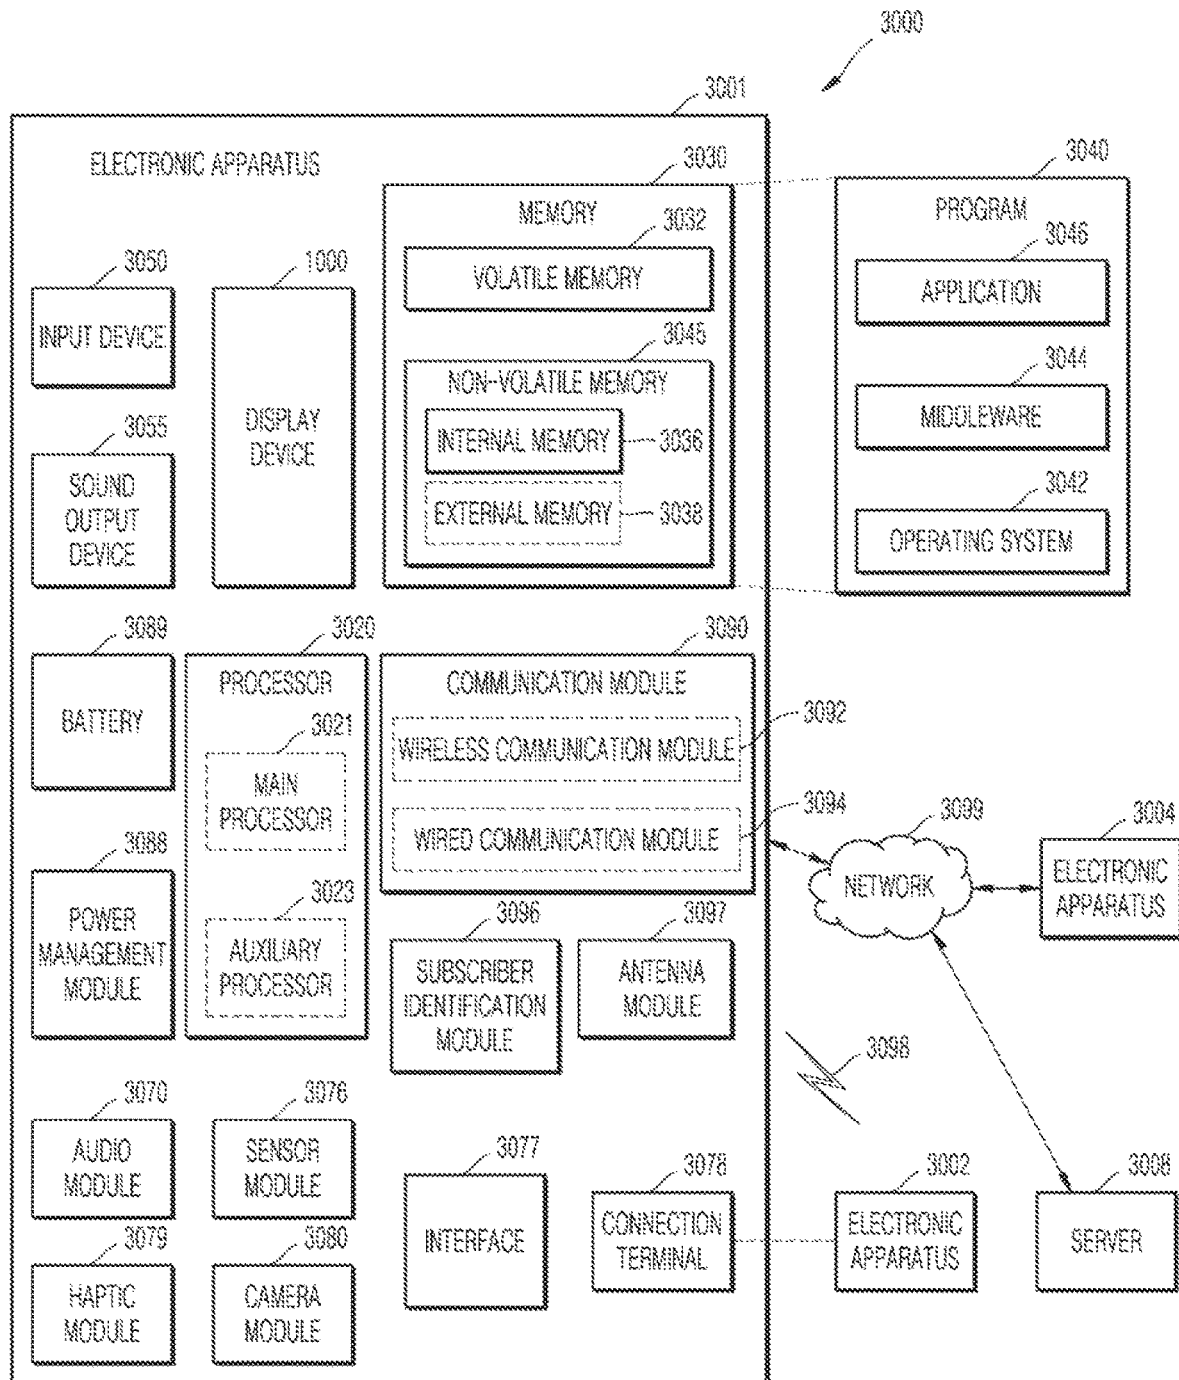 3000
3001
ELECTRONIC APPARATUS
3030
MEMORY
3032
VOLATILE MEMORY
3045
NON-VOLATILE MEMORY
INTERNAL MEMORY
3036
EXTERNAL MEMORY
3038
3040
PROGRAM
3046
APPLICATION
3044
MIDDLEWARE
3042
OPERATING SYSTEM
3050
INPUT DEVICE
1000
DISPLAY
DEVICE
3055
SOUND
OUTPUT
DEVICE
3089
BATTERY
3020
PROCESSOR
3021
MAIN
PROCESSOR
3023
AUXILIARY
PROCESSOR
3090
COMMUNICATION MODULE
3092
WIRELESS COMMUNICATION MODULE
3094
WIRED COMMUNICATION MODULE
3088
POWER
MANAGEMENT
MODULE
3096
SUBSCRIBER
IDENTIFICATION
MODULE
3097
ANTENNA
MODULE
3099
NETWORK
3004
ELECTRONIC
APPARATUS
3098
3070
AUDIO
MODULE
3076
SENSOR
MODULE
3077
INTERFACE
3078
CONNECTION
TERMINAL
3002
ELECTRONIC
APPARATUS
3008
SERVER
3079
HAPTIC
MODULE
3080
CAMERA
MODULE